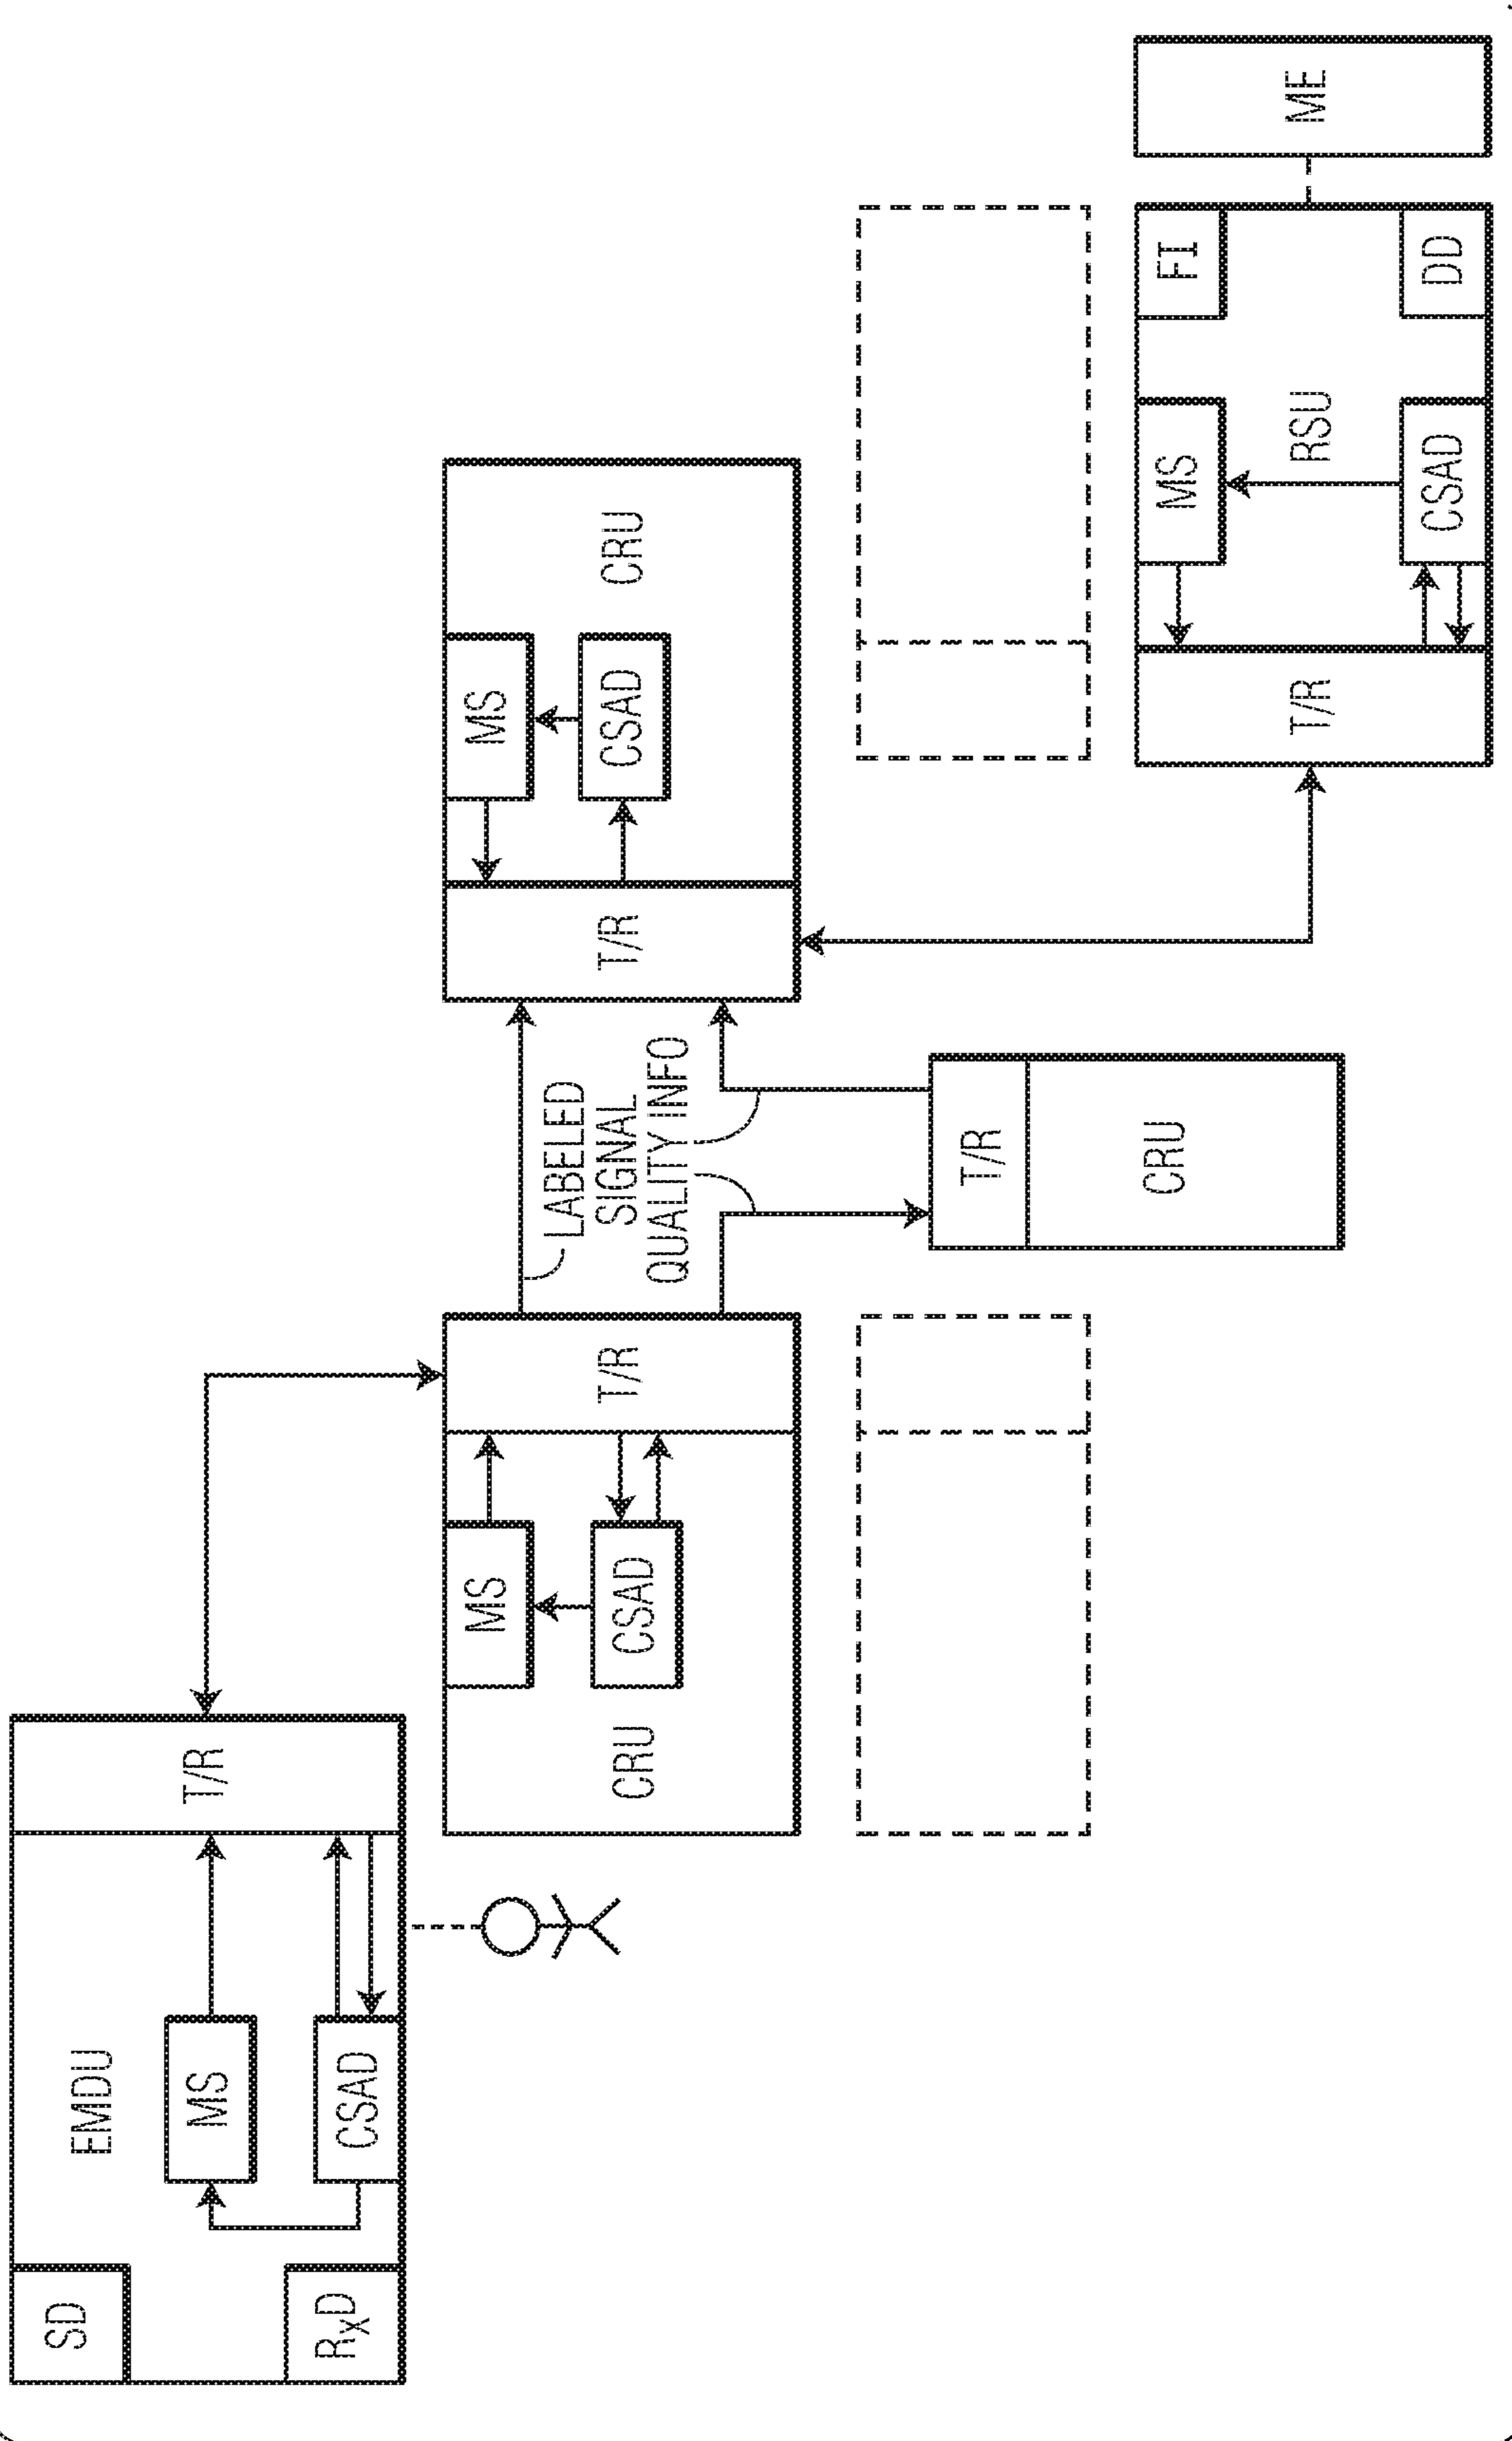 SD
EMDU
MS
T/R
CSAD
RxD
MS
CSAD
CRU
T/R
LABELED
SIGNAL
QUALITY INFO
T/R
MS
CSAD
CRU
T/R
CRU
T/R
MS
CSAD
RSU
FI
DD
ME